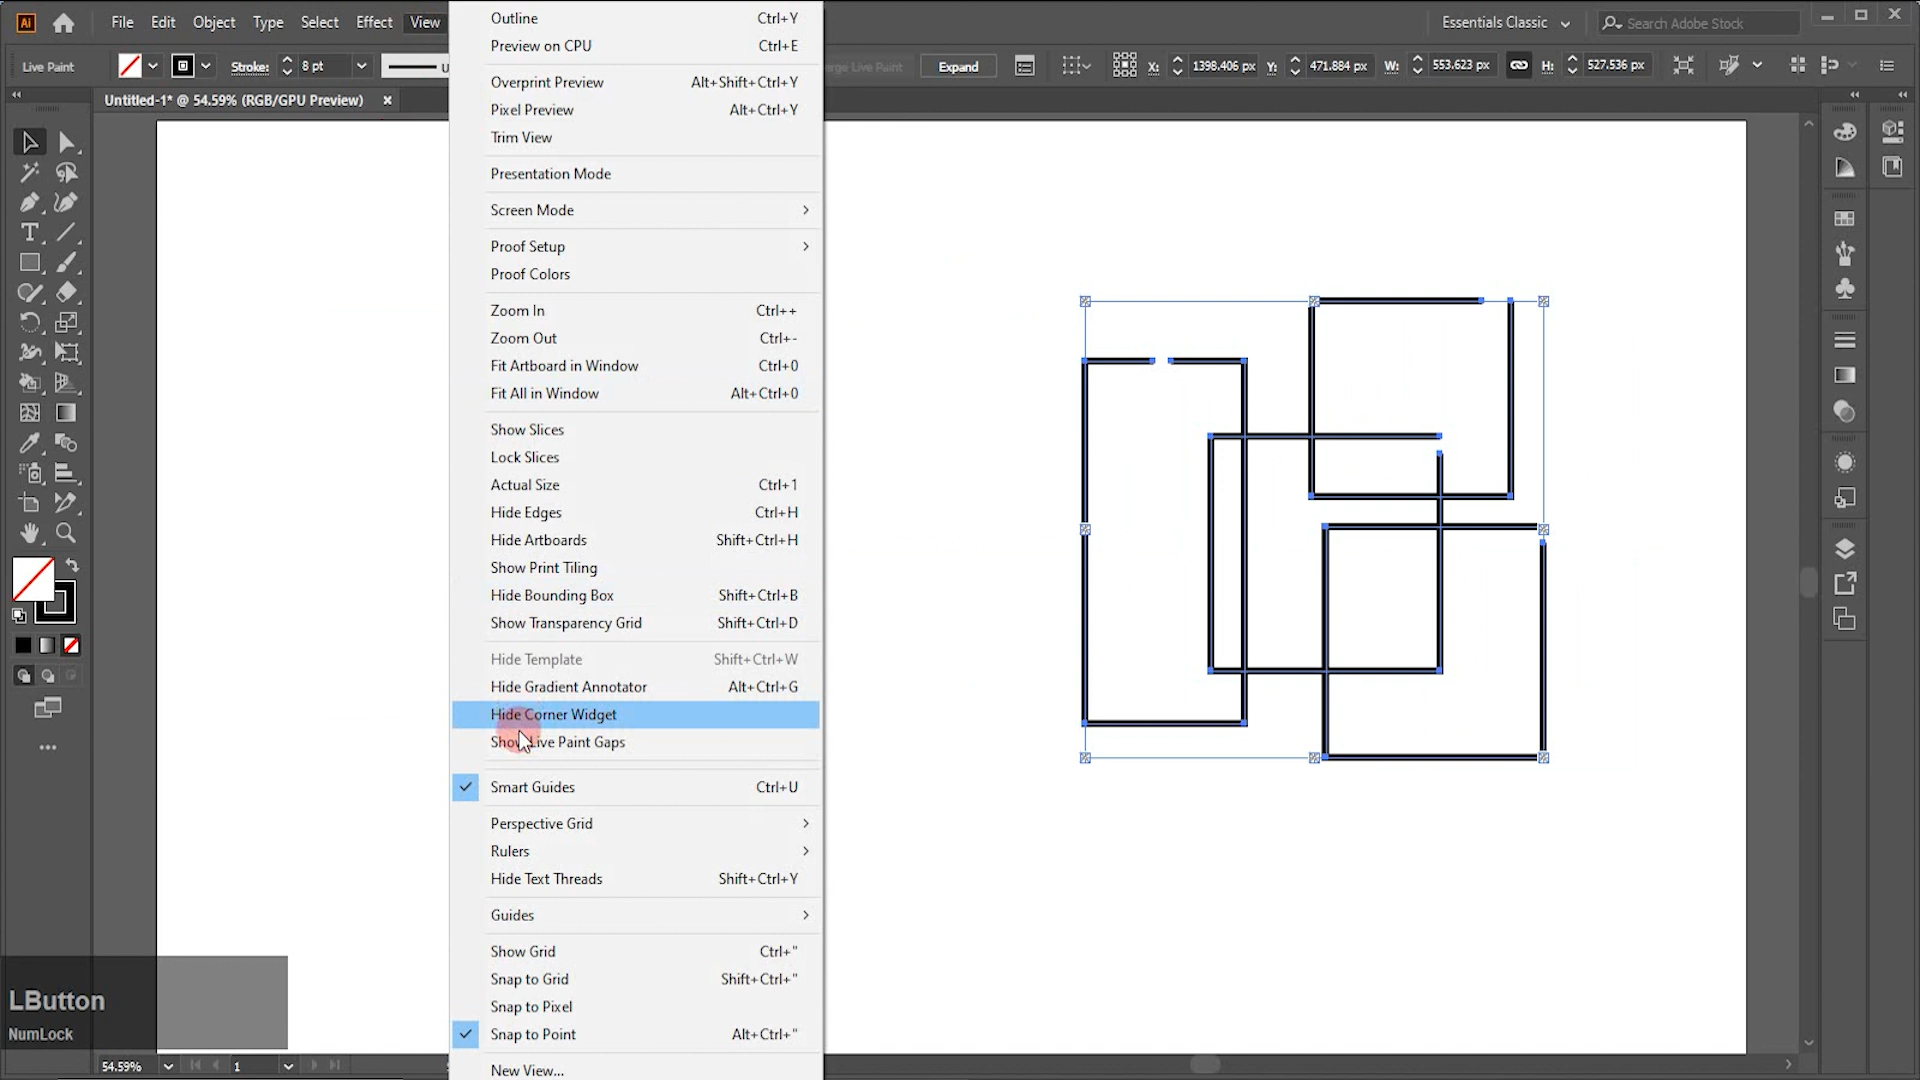 Ai File Edit Object Type Select Effect View Essentials Classic Search Adobe Stock
Live Paint Stroke: 8 pt Expand X: 1398.406 px Y: 471.884 px W: 553.623 px H: 527.536 px
Untitled-1* @ 54.59% (RGB/GPU Preview) ×
Outline Ctrl+Y
Preview on CPU Ctrl+E
Overprint Preview Alt+Shift+Ctrl+Y
Pixel Preview Alt+Ctrl+Y
Trim View
Presentation Mode
Screen Mode
Proof Setup
Proof Colors
Zoom In Ctrl++
Zoom Out Ctrl+-
Fit Artboard in Window Ctrl+0
Fit All in Window Alt+Ctrl+0
Show Slices
Lock Slices
Actual Size Ctrl+1
Hide Edges Ctrl+H
Hide Artboards Shift+Ctrl+H
Show Print Tiling
Hide Bounding Box Shift+Ctrl+B
Show Transparency Grid Shift+Ctrl+D
Hide Template Shift+Ctrl+W
Hide Gradient Annotator Alt+Ctrl+G
Hide Corner Widget
Show Live Paint Gaps
Smart Guides Ctrl+U
Perspective Grid
Rulers
Hide Text Threads Shift+Ctrl+Y
Guides
Show Grid Ctrl+"
Snap to Grid Shift+Ctrl+"
Snap to Pixel
Snap to Point Alt+Ctrl+"
New View...
LButton
NumLock
54.59% 1